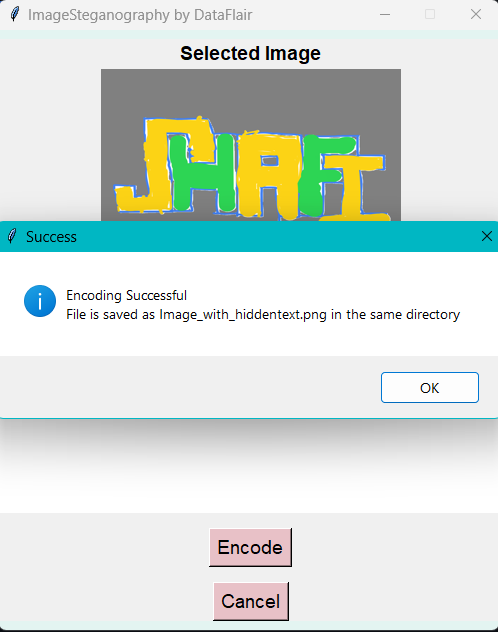 ImageSteganography by DataFlair
Selected Image
SHAFI
Success
Encoding Successful
File is saved as Image_with_hiddentext.png in the same directory
OK
Encode
Cancel